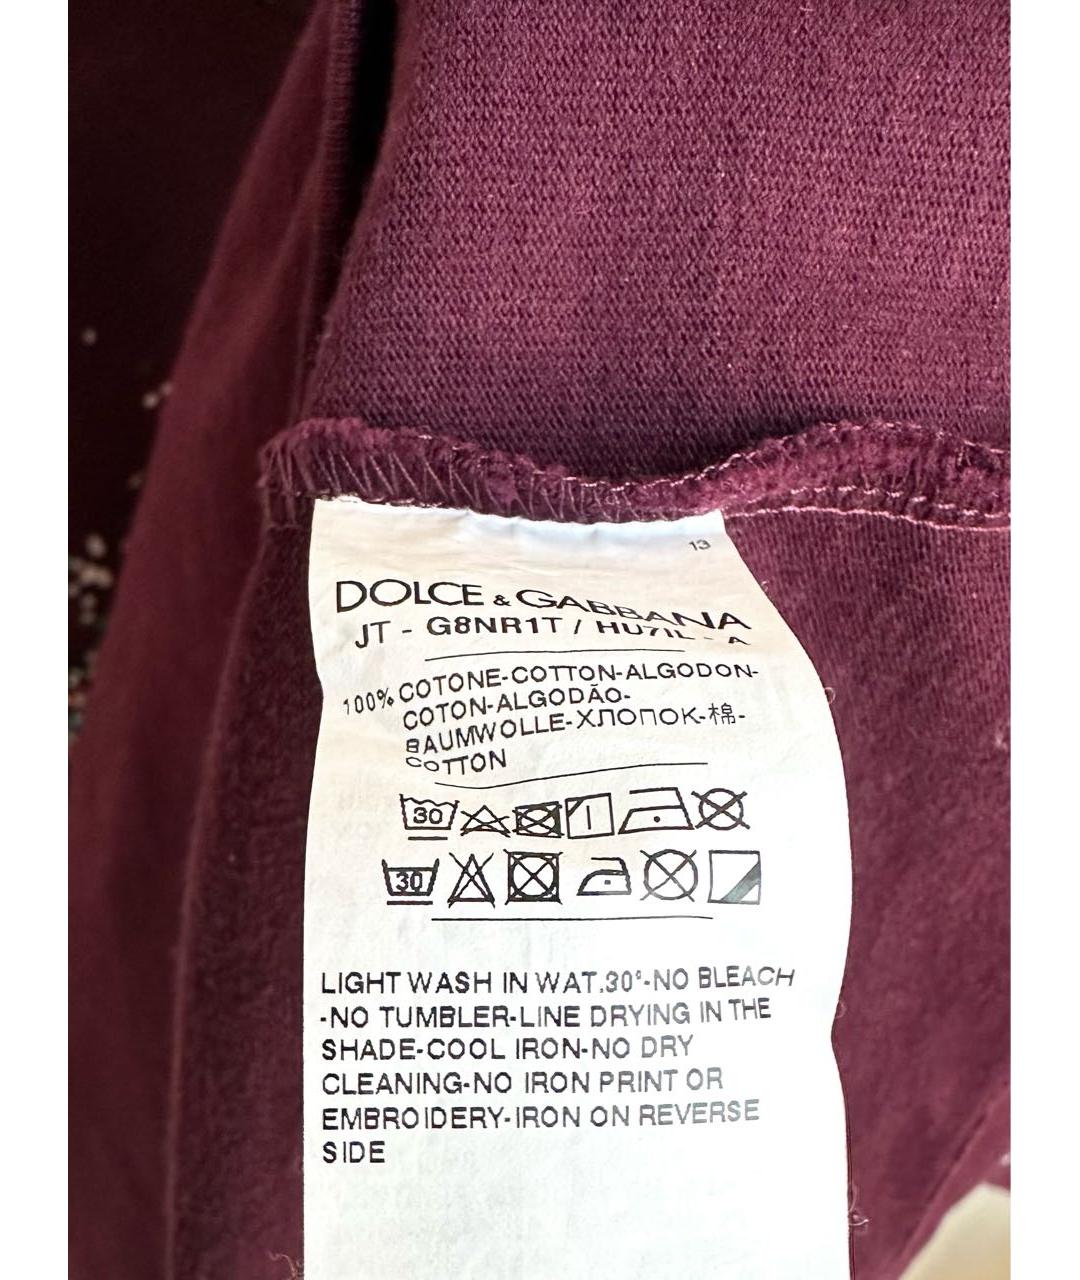 13
DOLCE & GABBANA
JT - G8NR1T / HU7IL - A
100% COTONE-COTTON-ALGODON-
COTON-ALGODÃO-
BAUMWOLLE-ХЛОПОК-棉-
COTTON
30
30
LIGHT WASH IN WAT.30°-NO BLEACH
-NO TUMBLER-LINE DRYING IN THE
SHADE-COOL IRON-NO DRY
CLEANING-NO IRON PRINT OR
EMBROIDERY-IRON ON REVERSE
SIDE